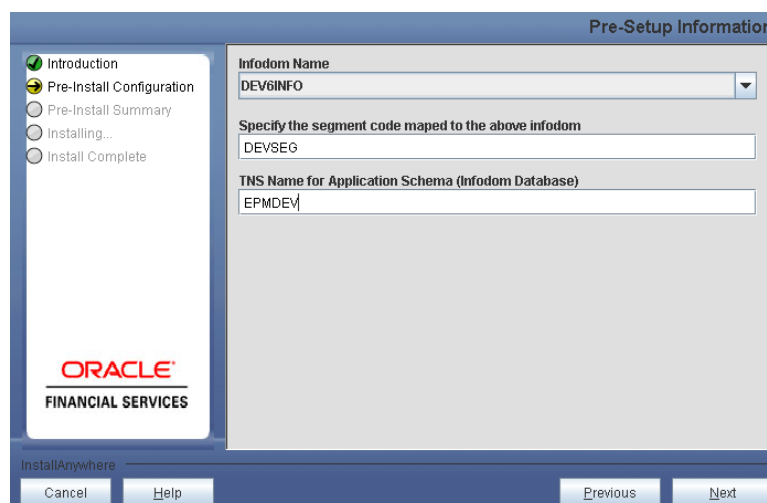 Pre-Setup Information
Introduction
Pre-Install Configuration
Pre-Install Summary
Installing...
Install Complete
Infodom Name
DEV6INFO
Specify the segment code maped to the above infodom
DEVSEG
TNS Name for Application Schema (Infodom Database)
EPMDEV
ORACLE
FINANCIAL SERVICES
InstallAnywhere
Cancel
Help
Previous
Next